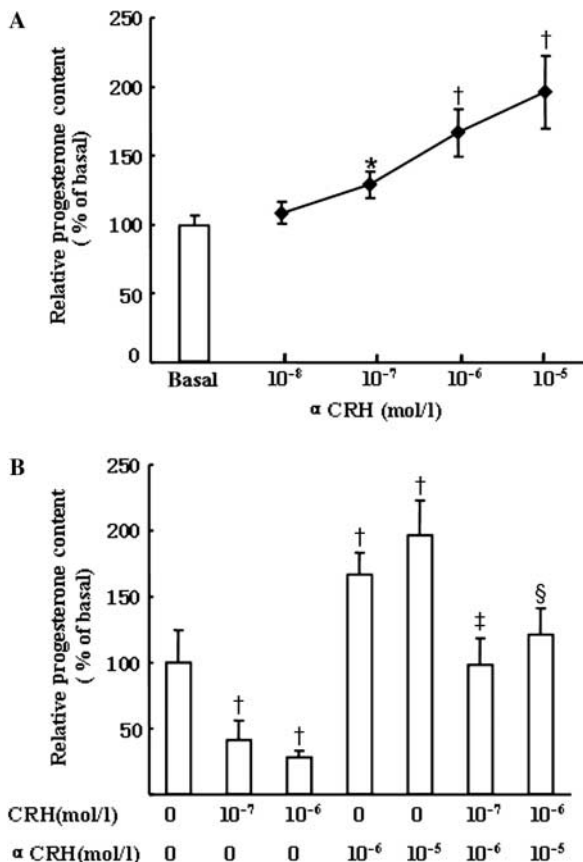 A
Relative progesterone content
( % of basal)
250
200
150
100
50
0
*
†
†
Basal
10⁻⁸
10⁻⁷
10⁻⁶
10⁻⁵
α CRH (mol/l)
B
Relative progesterone content
( % of basal)
250
200
150
100
50
†
†
†
†
‡
§
CRH(mol/l) 0 10⁻⁷ 10⁻⁶ 0 0 10⁻⁷ 10⁻⁶
α CRH(mol/l) 0 0 0 10⁻⁶ 10⁻⁵ 10⁻⁶ 10⁻⁵